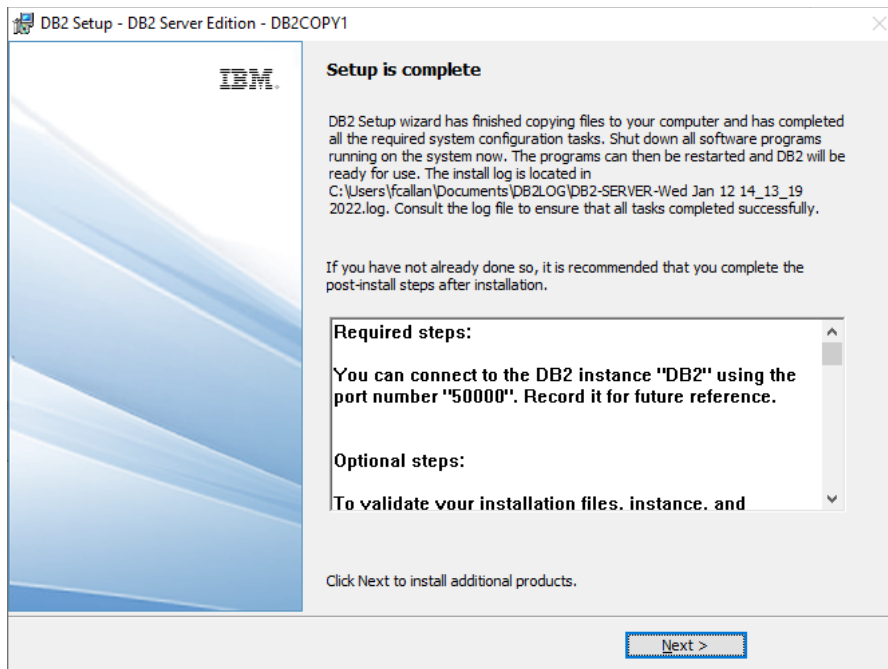 DB2 Setup - DB2 Server Edition - DB2COPY1
IBM.
Setup is complete
DB2 Setup wizard has finished copying files to your computer and has completed
all the required system configuration tasks. Shut down all software programs
running on the system now. The programs can then be restarted and DB2 will be
ready for use. The install log is located in
C:\Users\fcallan\Documents\DB2LOG\DB2-SERVER-Wed Jan 12 14_13_19
2022.log. Consult the log file to ensure that all tasks completed successfully.
If you have not already done so, it is recommended that you complete the
post-install steps after installation.
Required steps:
You can connect to the DB2 instance "DB2" using the
port number "50000". Record it for future reference.
Optional steps:
To validate your installation files, instance, and
Click Next to install additional products.
Next >